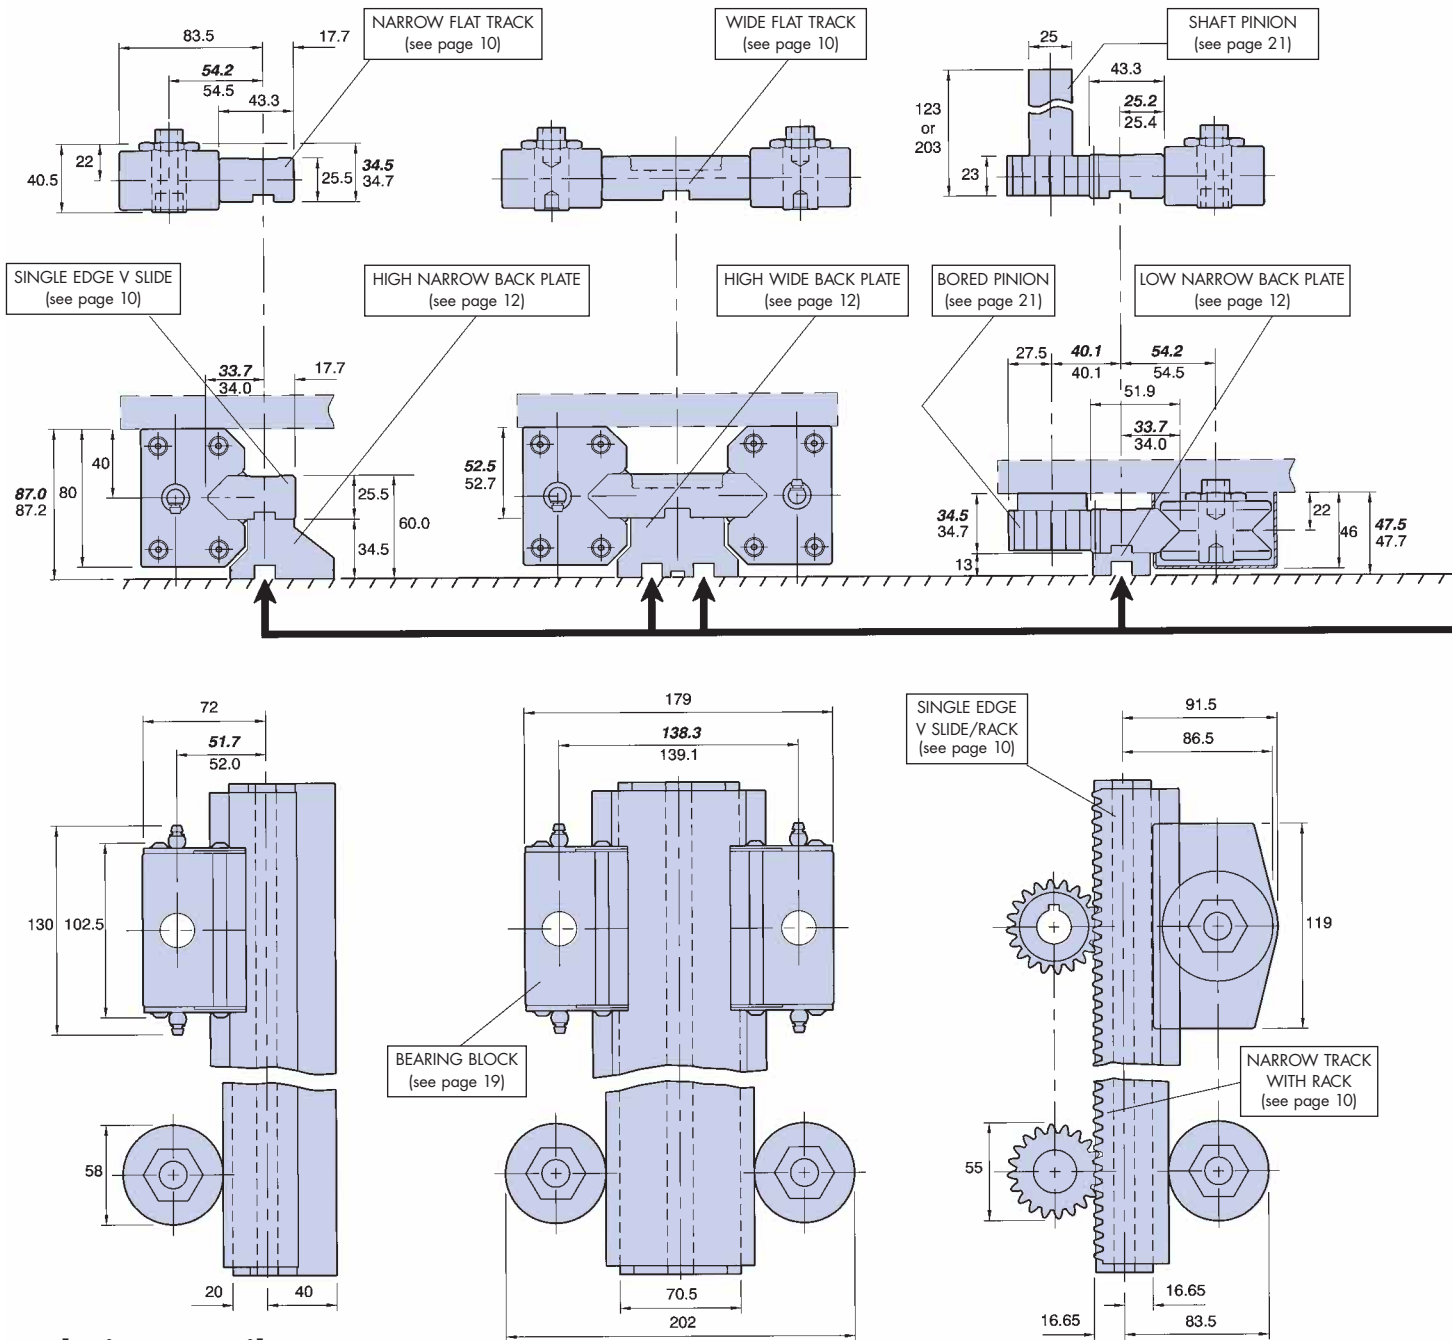 NARROW FLAT TRACK
(see page 10)
WIDE FLAT TRACK
(see page 10)
SHAFT PINION
(see page 21)
83.5
17.7
54.2
54.5
43.3
22
40.5
25.5
34.5
34.7
25
43.3
123
or
203
25.2
25.4
23
SINGLE EDGE V SLIDE
(see page 10)
HIGH NARROW BACK PLATE
(see page 12)
HIGH WIDE BACK PLATE
(see page 12)
BORED PINION
(see page 21)
LOW NARROW BACK PLATE
(see page 12)
33.7
34.0
17.7
40
80
87.0
87.2
25.5
34.5
60.0
52.5
52.7
27.5
40.1
40.1
54.2
54.5
51.9
33.7
34.0
34.5
34.7
13
22
46
47.5
47.7
72
51.7
52.0
130
102.5
58
20
40
179
138.3
139.1
BEARING BLOCK
(see page 19)
70.5
202
SINGLE EDGE
V SLIDE/RACK
(see page 10)
91.5
86.5
119
NARROW TRACK
WITH RACK
(see page 10)
55
16.65
16.65
83.5